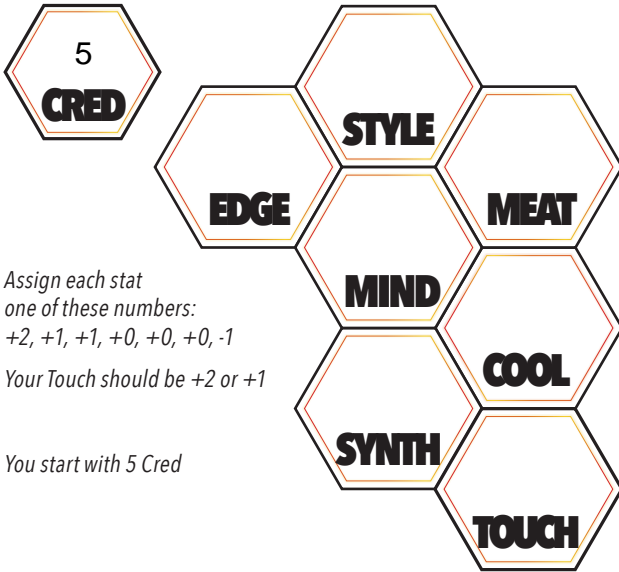 5
CRED
STYLE
EDGE
MEAT
MIND
COOL
SYNTH
TOUCH
Assign each stat
one of these numbers:
+2, +1, +1, +0, +0, +0, -1
Your Touch should be +2 or +1
You start with 5 Cred